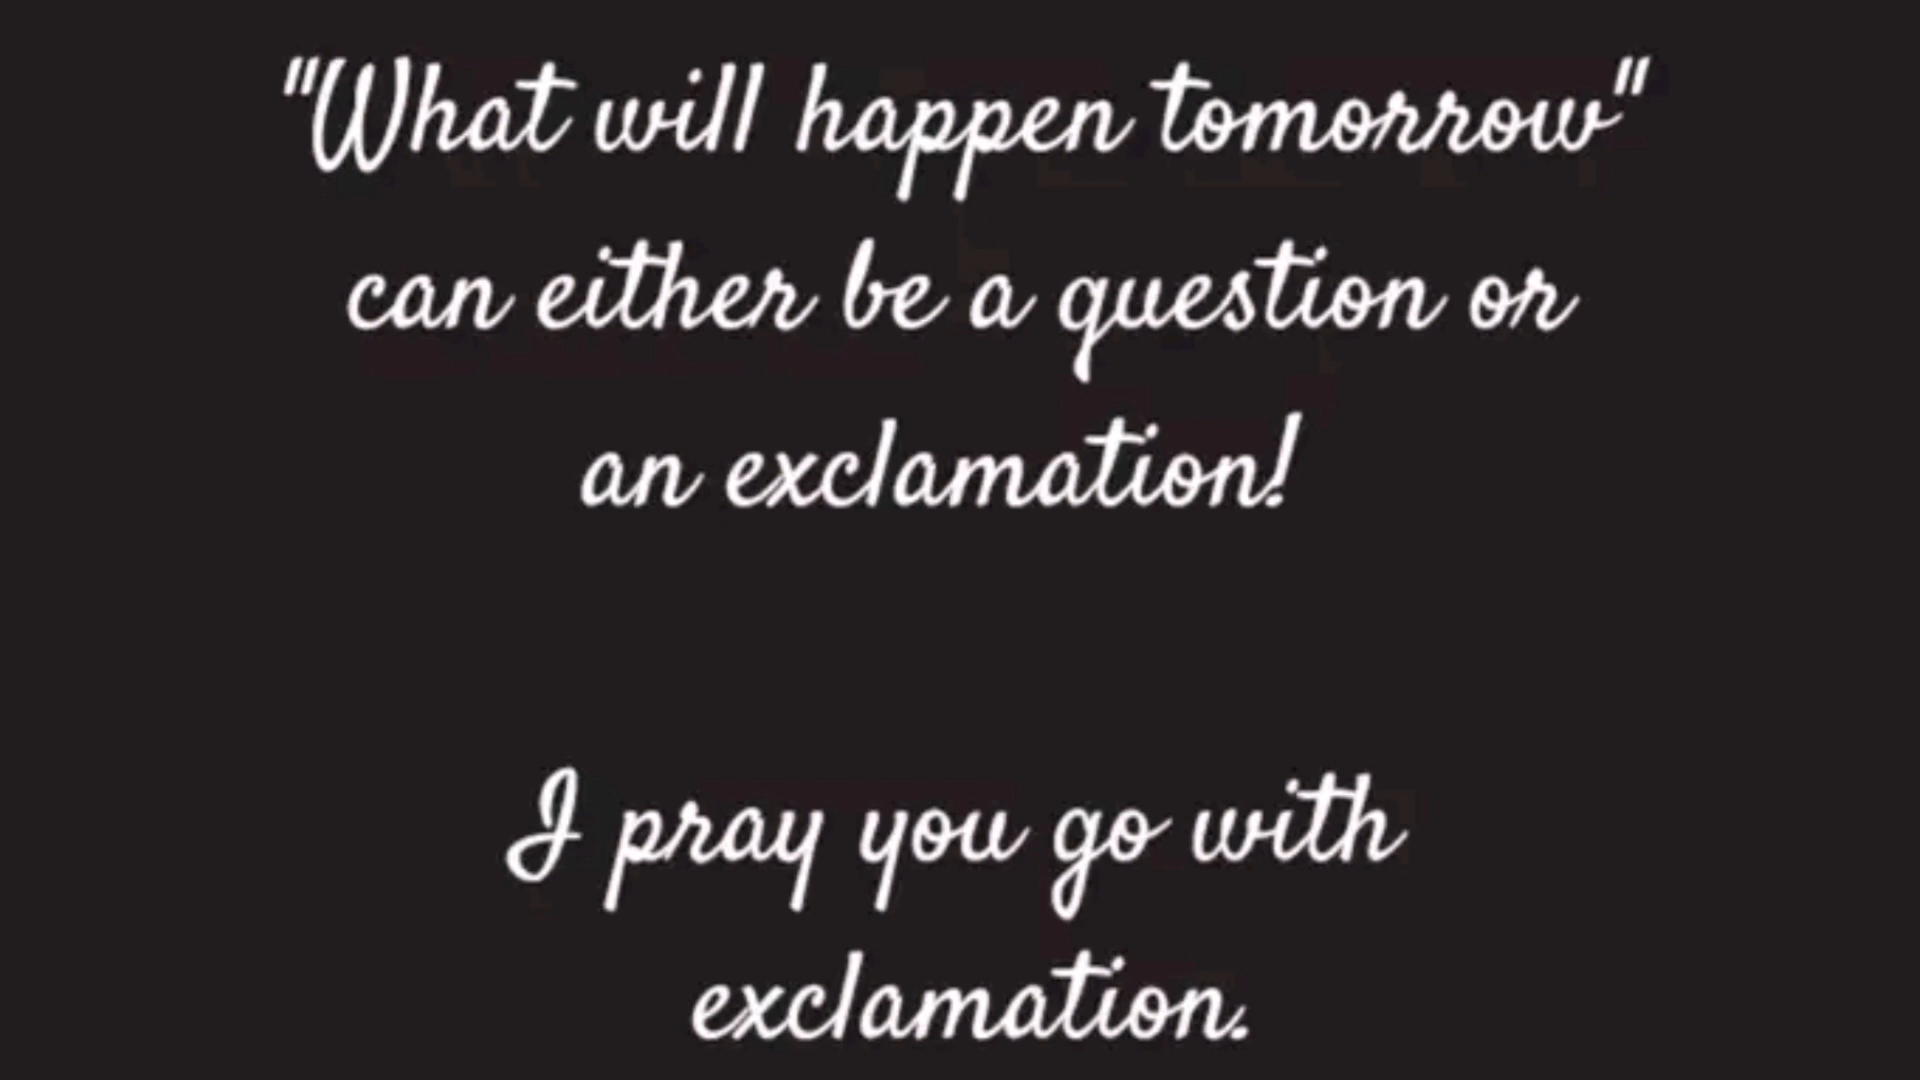 "What will happen tomorrow"
can either be a question or
an exclamation!
I pray you go with
exclamation.